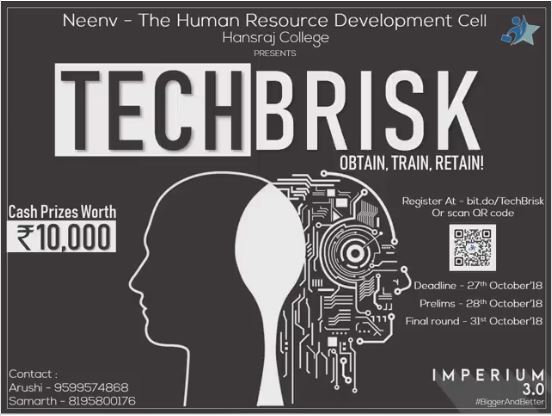 Neenv - The Human Resource Development Cell
Hansraj College
PRESENTS
TECHBRISK
OBTAIN, TRAIN, RETAIN!
Cash Prizes Worth
₹10,000
Register At - bit.do/TechBrisk
Or scan QR code
Deadline - 27th October'18
Prelims - 28th October'18
Final round - 31st October'18
Contact :
Arushi - 9599574868
Samarth - 8195800176
IMPERIUM
3.0
#BiggerAndBetter